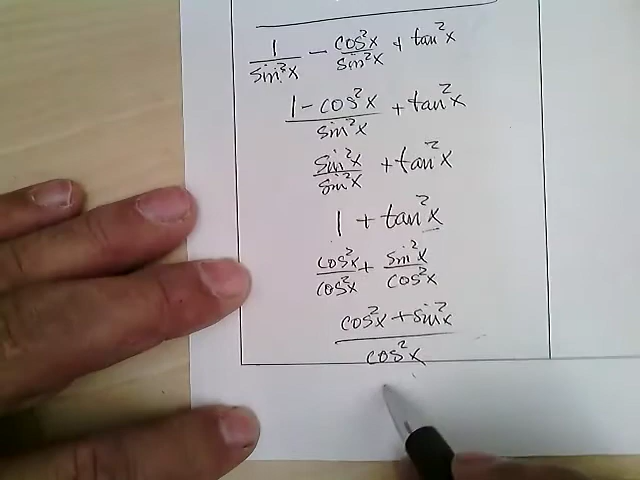 1/sin²x - cos²x/sin²x + tan²x
1 - cos²x/sin²x + tan²x
sin²x/sin²x + tan²x
1 + tan²x
cos²x/cos²x + sin²x/cos²x
cos²x + sin²x/cos²x